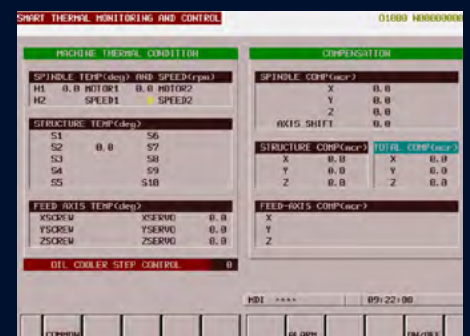 SMART THERMAL MONITORING AND CONTROL O1000 N00000000
MACHINE THERMAL CONDITION
SPINDLE TEMP(deg) AND SPEED(rpm)
H1 0.0 MOTOR1 0.0 MOTOR2
H2 SPEED1 0 SPEED2
STRUCTURE TEMP(deg)
S1 S6
S2 0.0 S7
S3 S8
S4 S9
S5 S10
FEED AXIS TEMP(deg)
XSCREW XSERVO 0.0
YSCREW YSERVO 0.0
ZSCREW ZSERVO 0.0
OIL COOLER STEP CONTROL 0
COMPENSATION
SPINDLE COMP(mcr)
X 0.0
Y 0.0
Z 0.0
AXIS SHIFT 0.0
STRUCTURE COMP(mcr) TOTAL COMP(mcr)
X 0.0 X 0.0
Y 0.0 Y 0.0
Z 0.0 Z 0.0
FEED-AXIS COMP(mcr)
X
Y
Z
MDI **** 09:22:00
COMMON ALARM ON/OFF